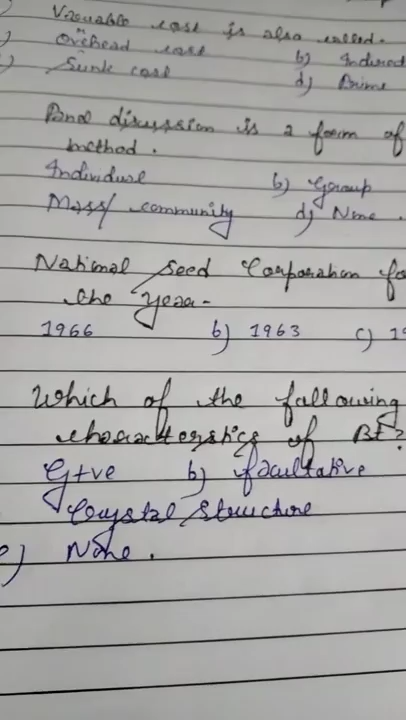 Variable cost is also called.
Overhead cost b) Indirect
Sunk cost d) Prime
discussion is a form of
method.
Individual b) Group
Mass/ community d) None.
National Seed Corporation fo
the year-
1966 b) 1963 c) 19
Which of the following
characteristics of Bt?
G+ve b) facultative
Crystal structure
e) None.